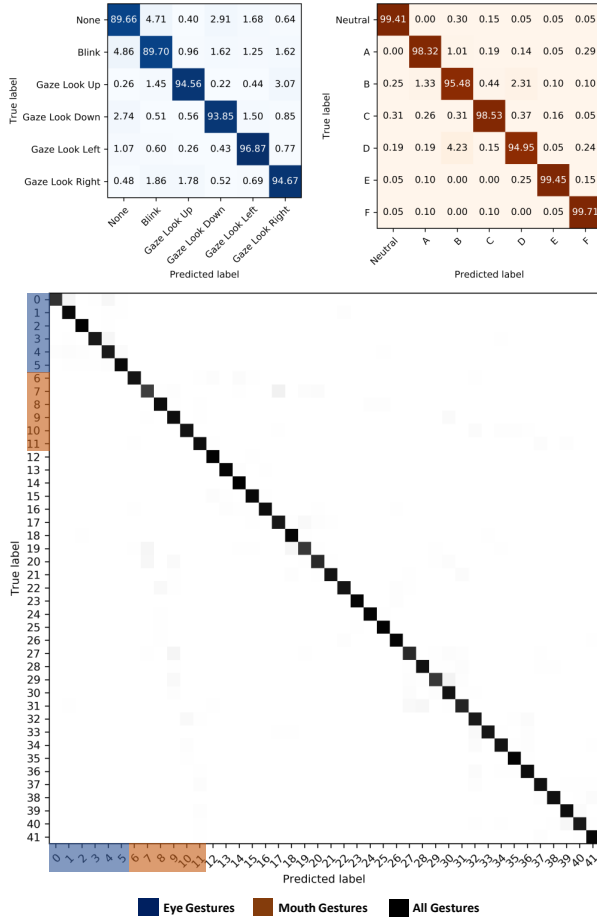 None 89.66 4.71 0.40 2.91 1.68 0.64
Blink 4.86 89.70 0.96 1.62 1.25 1.62
Gaze Look Up 0.26 1.45 94.56 0.22 0.44 3.07
Gaze Look Down 2.74 0.51 0.56 93.85 1.50 0.85
Gaze Look Left 1.07 0.60 0.26 0.43 96.87 0.77
Gaze Look Right 0.48 1.86 1.78 0.52 0.69 94.67
True label
None Blink Gaze Look Up Gaze Look Down Gaze Look Left Gaze Look Right
Predicted label
Neutral 99.41 0.00 0.30 0.15 0.05 0.05 0.05
A 0.00 98.32 1.01 0.19 0.14 0.05 0.29
B 0.25 1.33 95.48 0.44 2.31 0.10 0.10
C 0.31 0.26 0.31 98.53 0.37 0.16 0.05
D 0.19 0.19 4.23 0.15 94.95 0.05 0.24
E 0.05 0.10 0.00 0.00 0.25 99.45 0.15
F 0.05 0.10 0.00 0.10 0.00 0.05 99.71
True label
Neutral A B C D E F
Predicted label
0
1
2
3
4
5
6
7
8
9
10
11
12
13
14
15
16
17
18
19
20
21
22
23
24
25
26
27
28
29
30
31
32
33
34
35
36
37
38
39
40
41
True label
0 1 2 3 4 5 6 7 8 9 10 11 12 13 14 15 16 17 18 19 20 21 22 23 24 25 26 27 28 29 30 31 32 33 34 35 36 37 38 39 40 41
Predicted label
Eye Gestures Mouth Gestures All Gestures